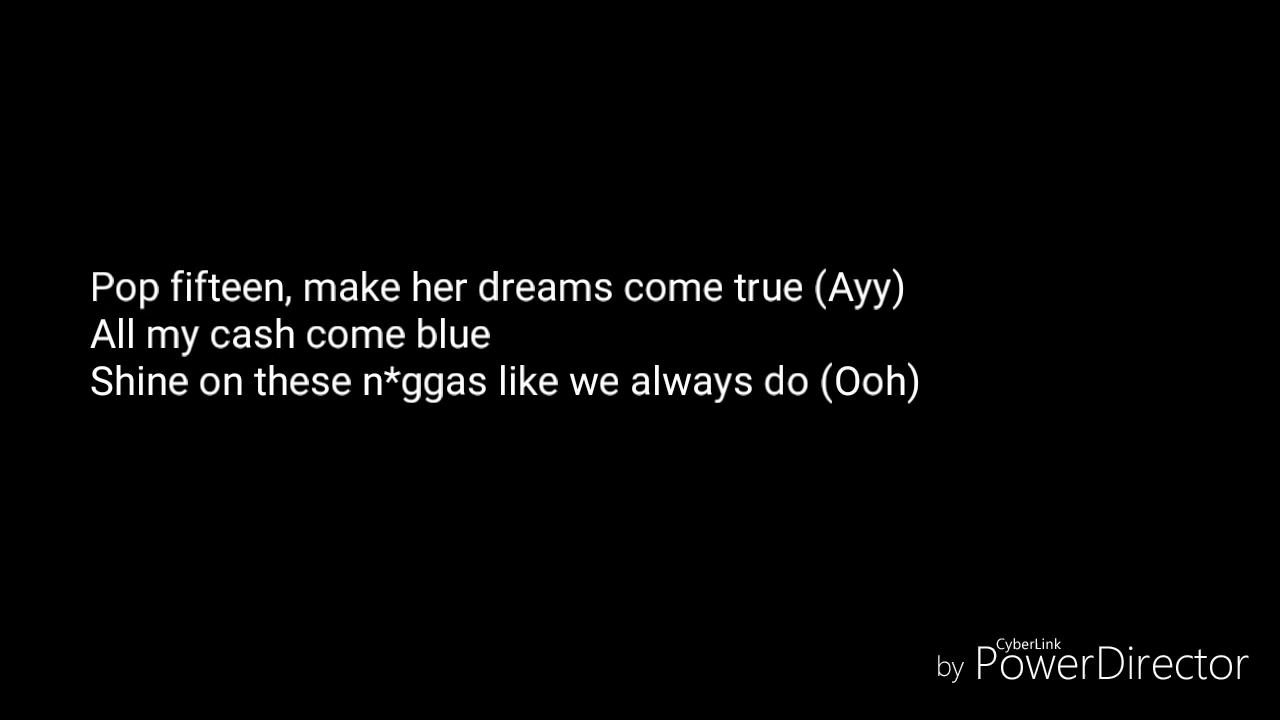 Pop fifteen, make her dreams come true (Ayy)
All my cash come blue
Shine on these n*ggas like we always do (Ooh)
by CyberLink PowerDirector